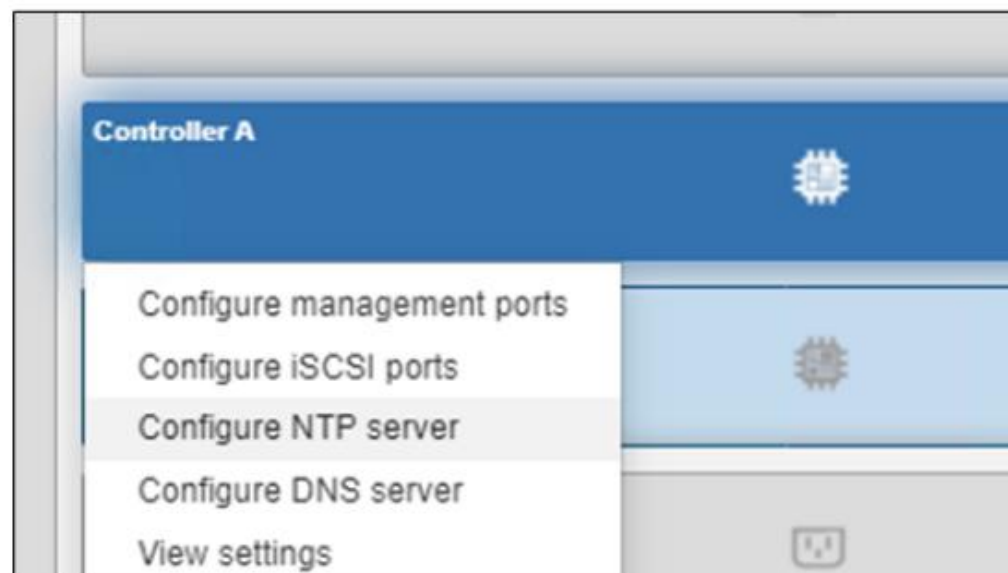 Controller A
Configure management ports
Configure iSCSI ports
Configure NTP server
Configure DNS server
View settings